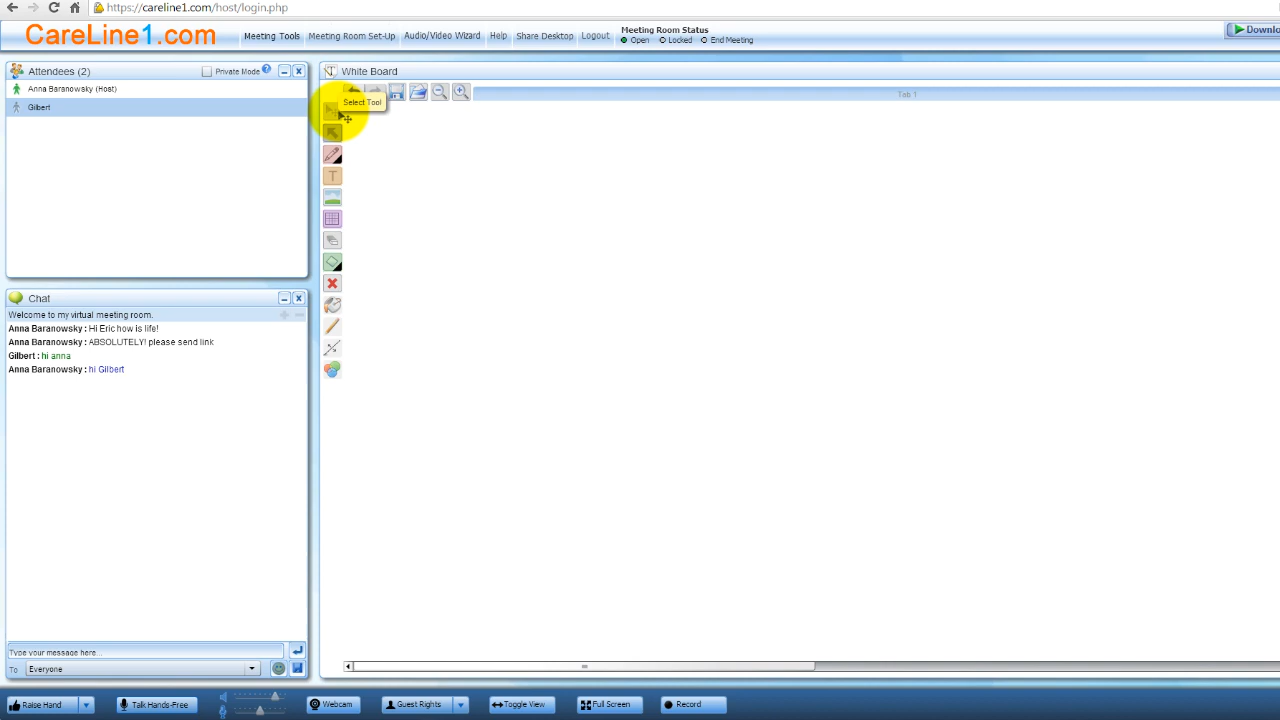 https://careline1.com/host/login.php
CareLine1.com
Meeting Tools
Meeting Room Set-Up
Audio/Video Wizard
Help
Share Desktop
Logout
Meeting Room Status
Open
Locked
End Meeting
Downlo
Attendees (2)
Private Mode
?
Anna Baranowsky (Host)
Gilbert
White Board
Select Tool
Tab 1
T
Chat
Welcome to my virtual meeting room.
Anna Baranowsky : Hi Eric how is life!
Anna Baranowsky : ABSOLUTELY! please send link
Gilbert : hi anna
Anna Baranowsky : hi Gilbert
Type your message here...
To
Everyone
Raise Hand
Talk Hands-Free
Webcam
Guest Rights
Toggle View
Full Screen
Record